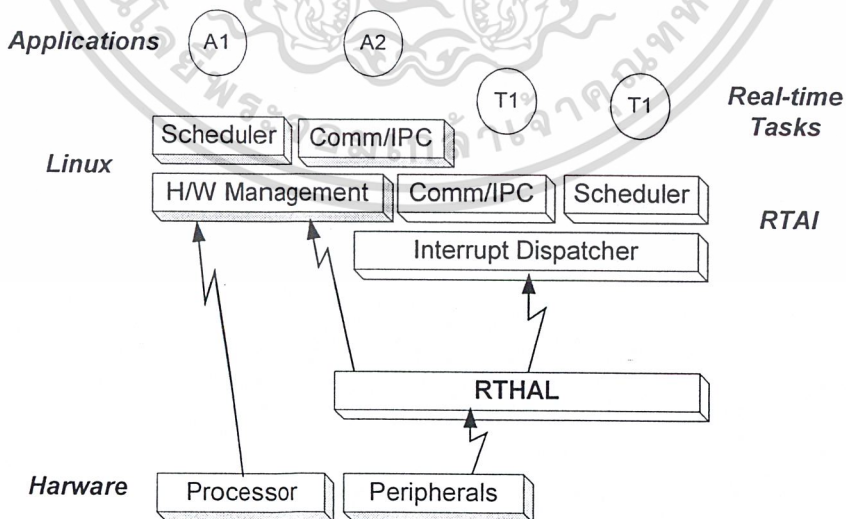 Applications
A1
A2
T1
T1
Real-time
Tasks
Scheduler
Comm/IPC
Linux
H/W Management
Comm/IPC
Scheduler
RTAI
Interrupt Dispatcher
RTHAL
Harware
Processor
Peripherals